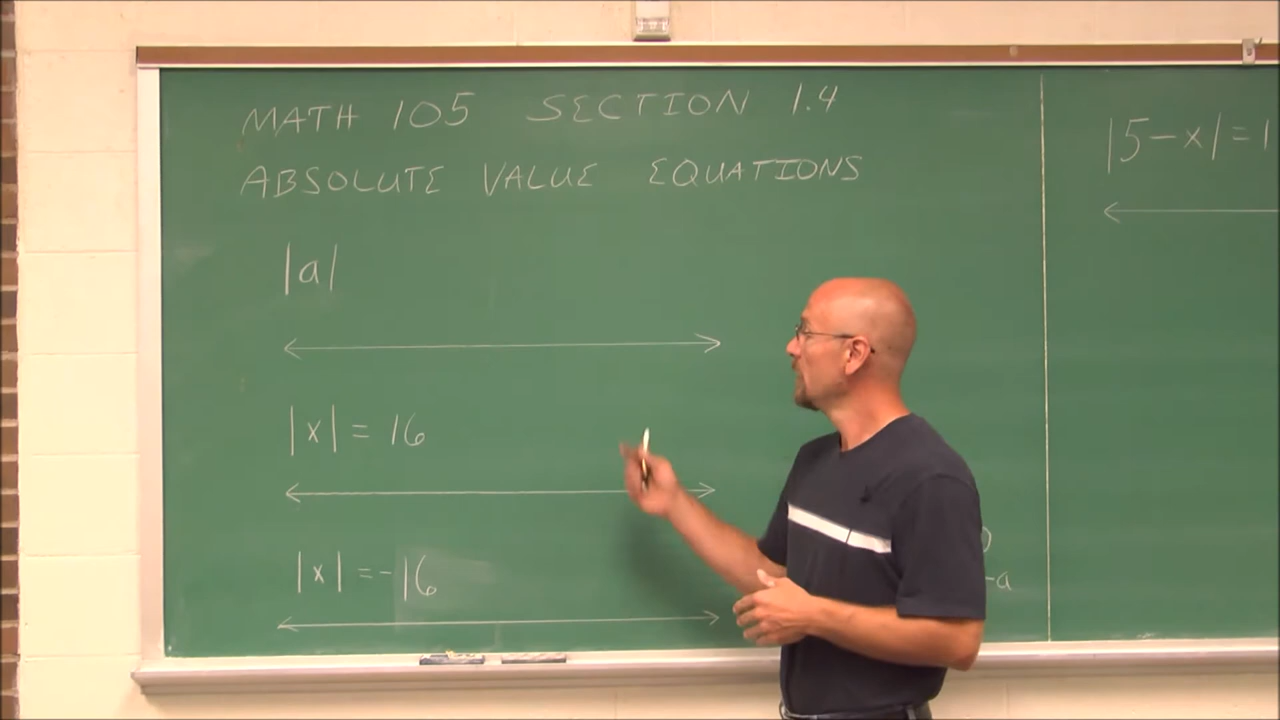 MATH 105 SECTION 1.4
ABSOLUTE VALUE EQUATIONS
|a|
|x| = 16
|x| = -16
|5-x|=1
-a